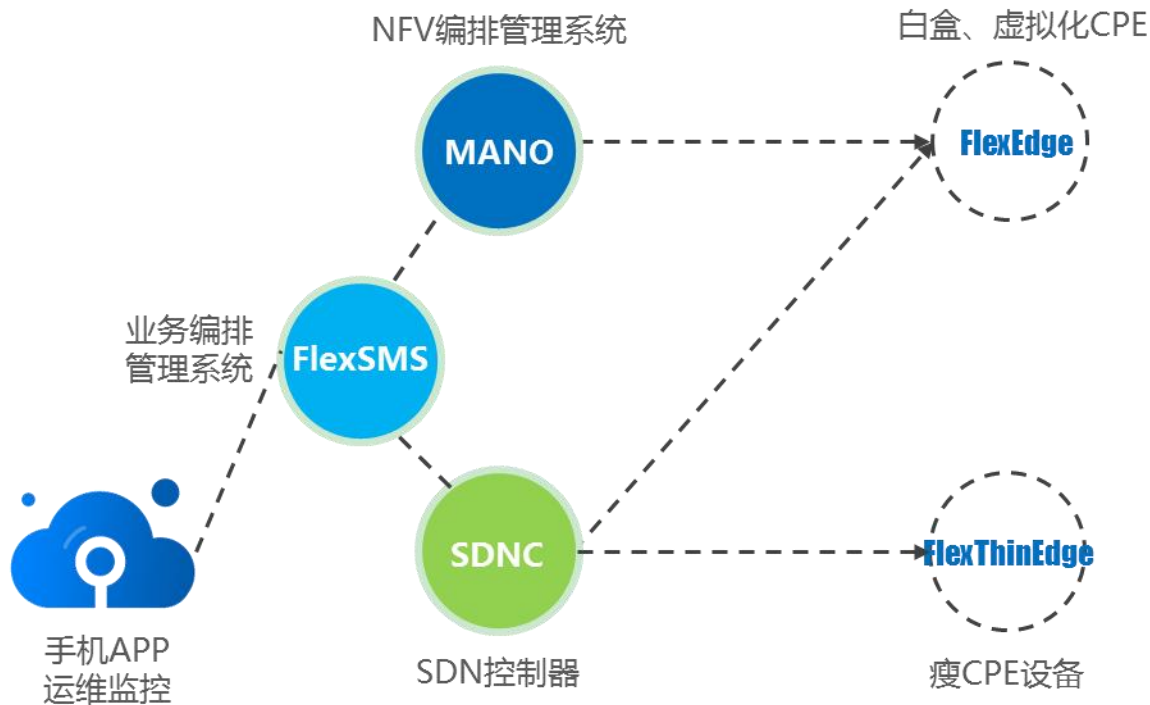 NFV编排管理系统
白盒、虚拟化CPE
MANO
FlexEdge
业务编排
管理系统
FlexSMS
SDNC
FlexThinEdge
手机APP
运维监控
SDN控制器
瘦CPE设备